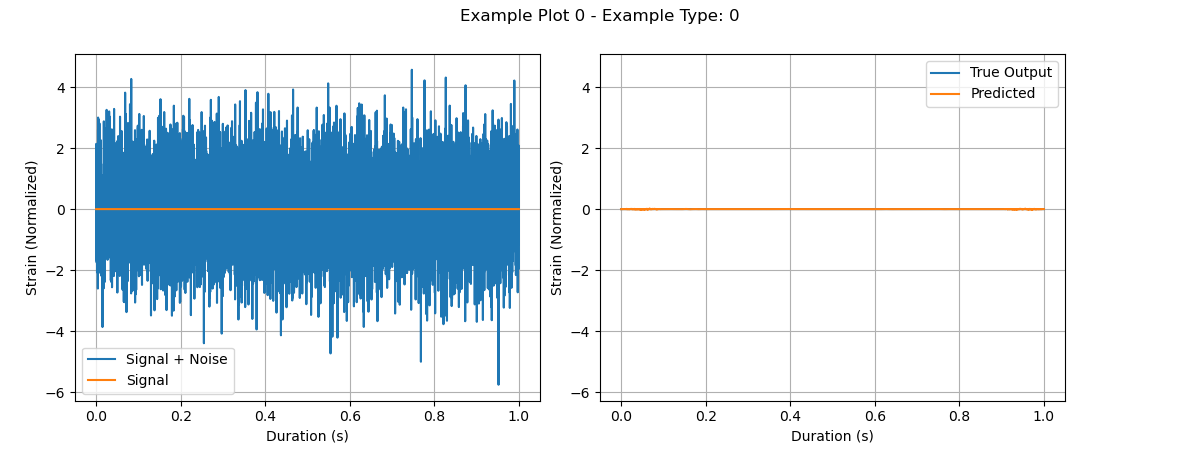 Example Plot 0 - Example Type: 0
Strain (Normalized)
4
2
0
−2
−4
−6
Signal + Noise
Signal
0.0 0.2 0.4 0.6 0.8 1.0
Duration (s)
Strain (Normalized)
4
2
0
−2
−4
−6
True Output
Predicted
0.0 0.2 0.4 0.6 0.8 1.0
Duration (s)